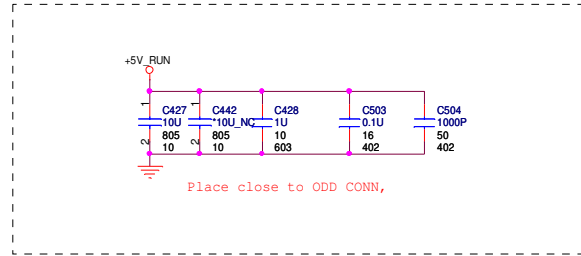 +5V_RUN
1
2
C427
10U
805
10
1
2
C442
*10U_NC
805
10
C428
1U
10
603
C503
0.1U
16
402
C504
1000P
50
402
Place close to ODD CONN,